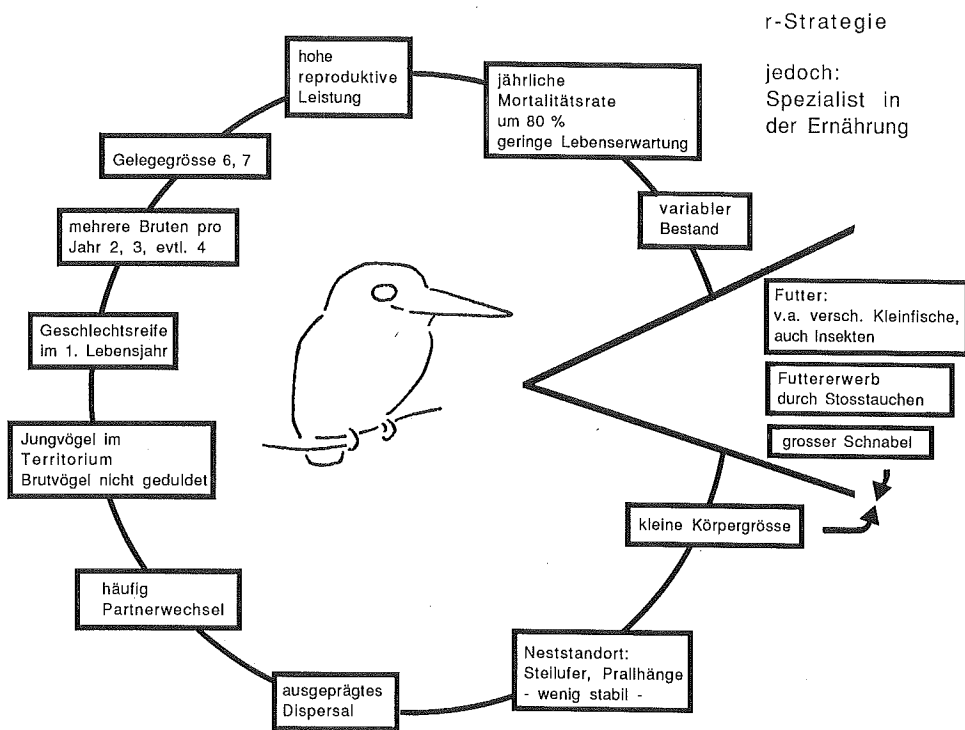 r-Strategie
jedoch:
Spezialist in
der Ernährung
hohe
reproduktive
Leistung
jährliche
Mortalitätsrate
um 80 %
geringe Lebenserwartung
variabler
Bestand
Futter:
v.a. versch. Kleinfische,
auch Insekten
Futtererwerb
durch Stosstauchen
grosser Schnabel
kleine Körpergrösse
Neststandort:
Steilufer, Prallhänge
- wenig stabil -
ausgeprägtes
Dispersal
häufig
Partnerwechsel
Jungvögel im
Territorium
Brutvögel nicht geduldet
Geschlechtsreife
im 1. Lebensjahr
mehrere Bruten pro
Jahr 2, 3, evtl. 4
Gelegegrösse 6, 7